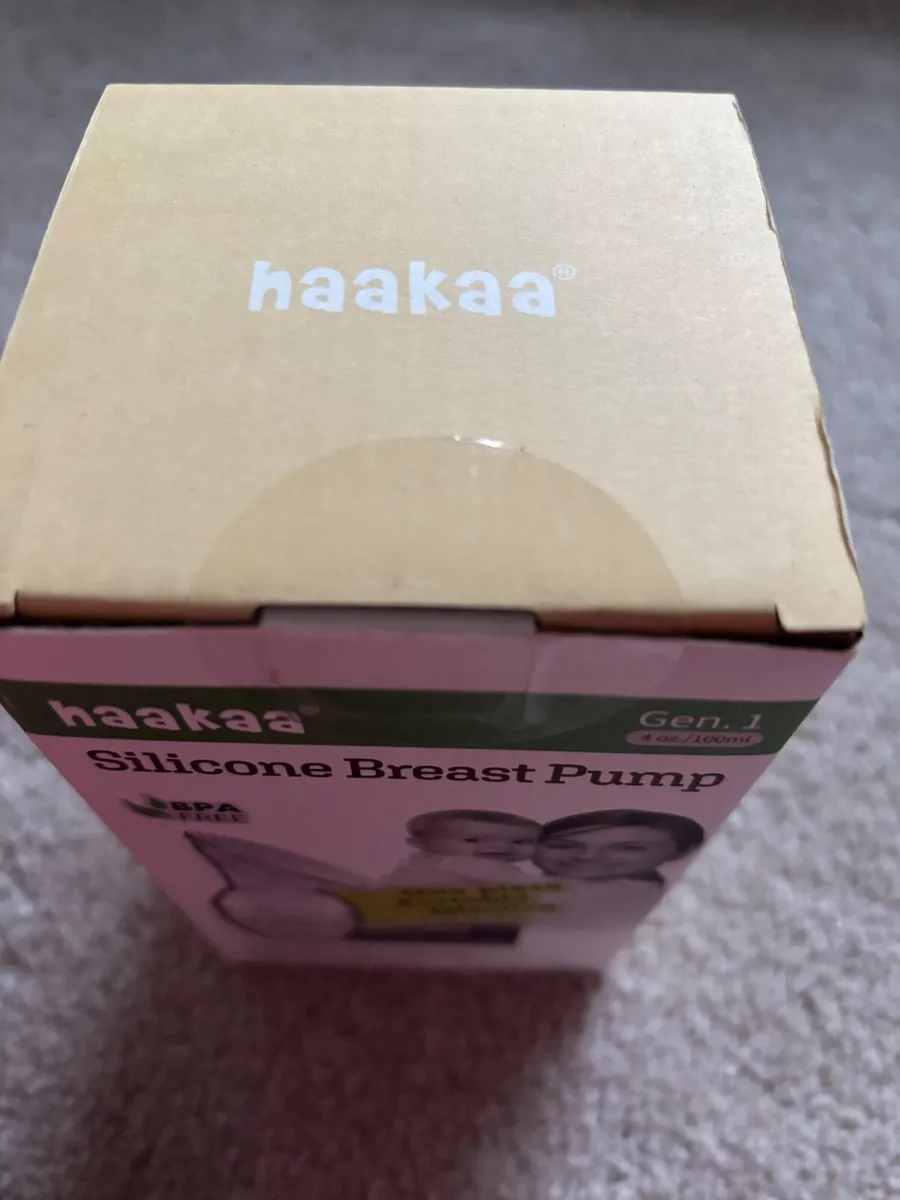 haakaa®
haakaa®
Gen. 1
4 oz./100ml
Silicone Breast Pump
BPA
FREE